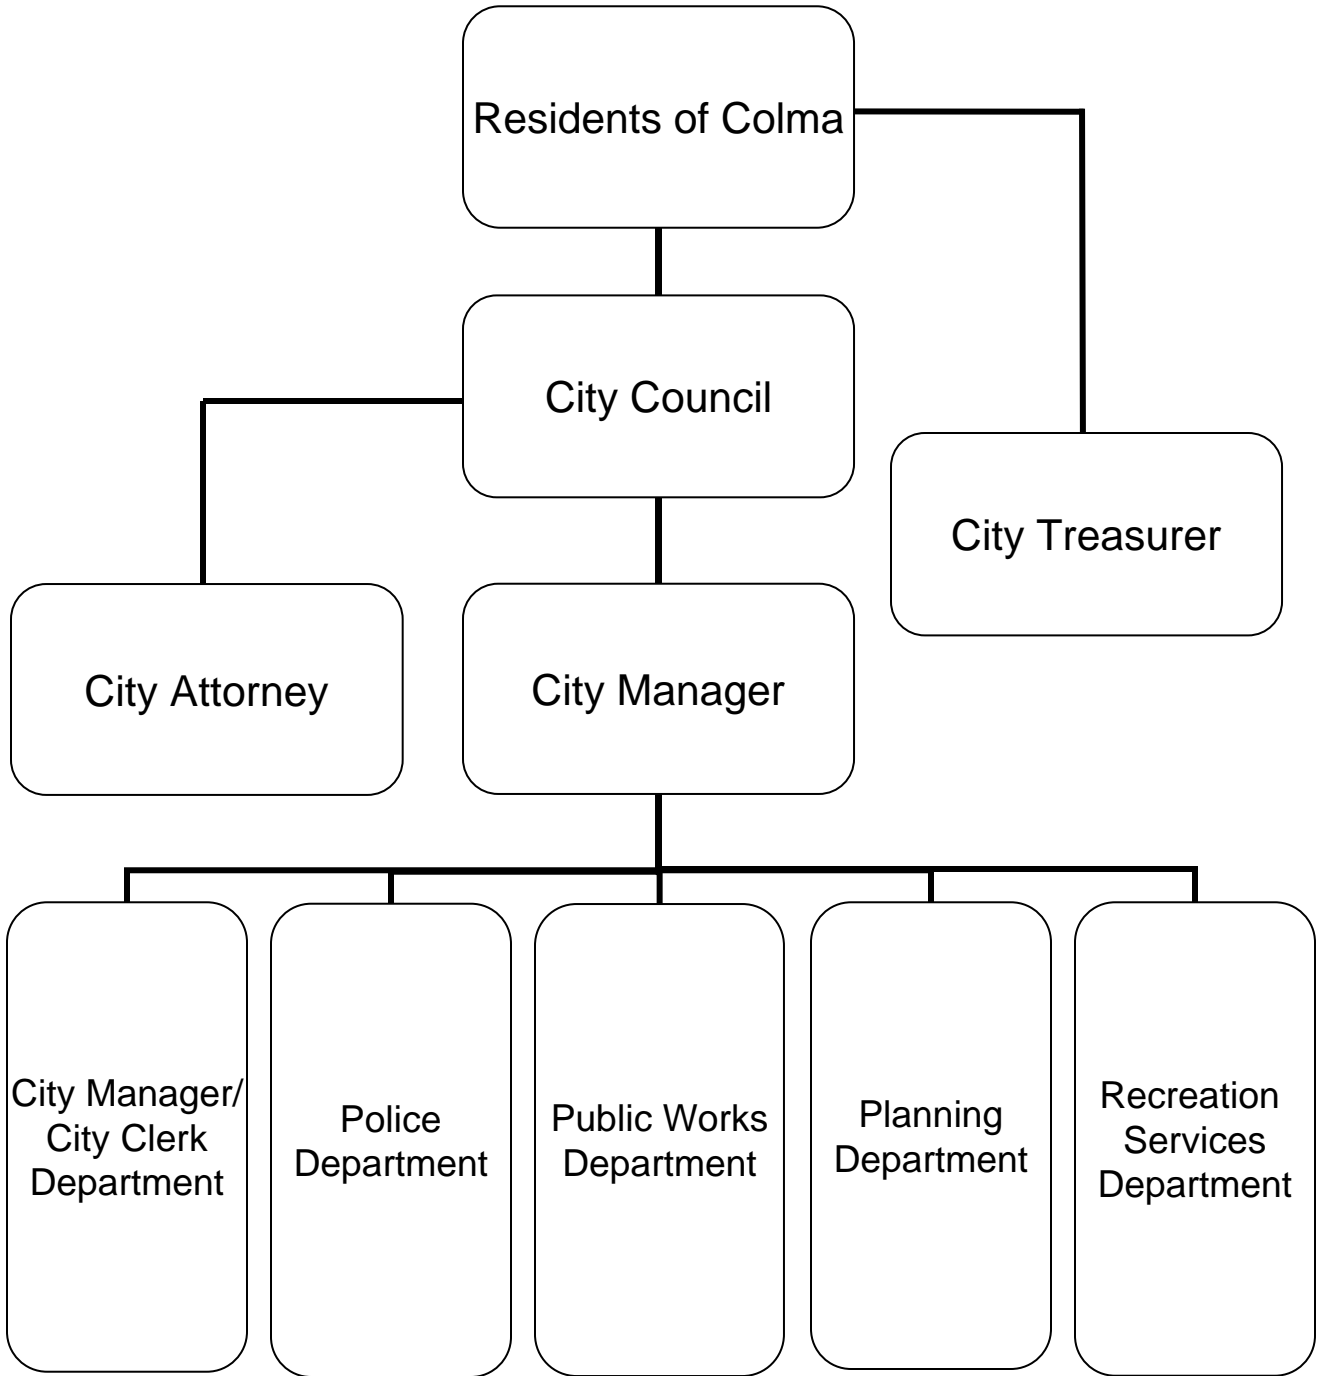 Residents of Colma
City Council
City Treasurer
City Attorney
City Manager
City Manager/
City Clerk
Department
Police
Department
Public Works
Department
Planning
Department
Recreation
Services
Department